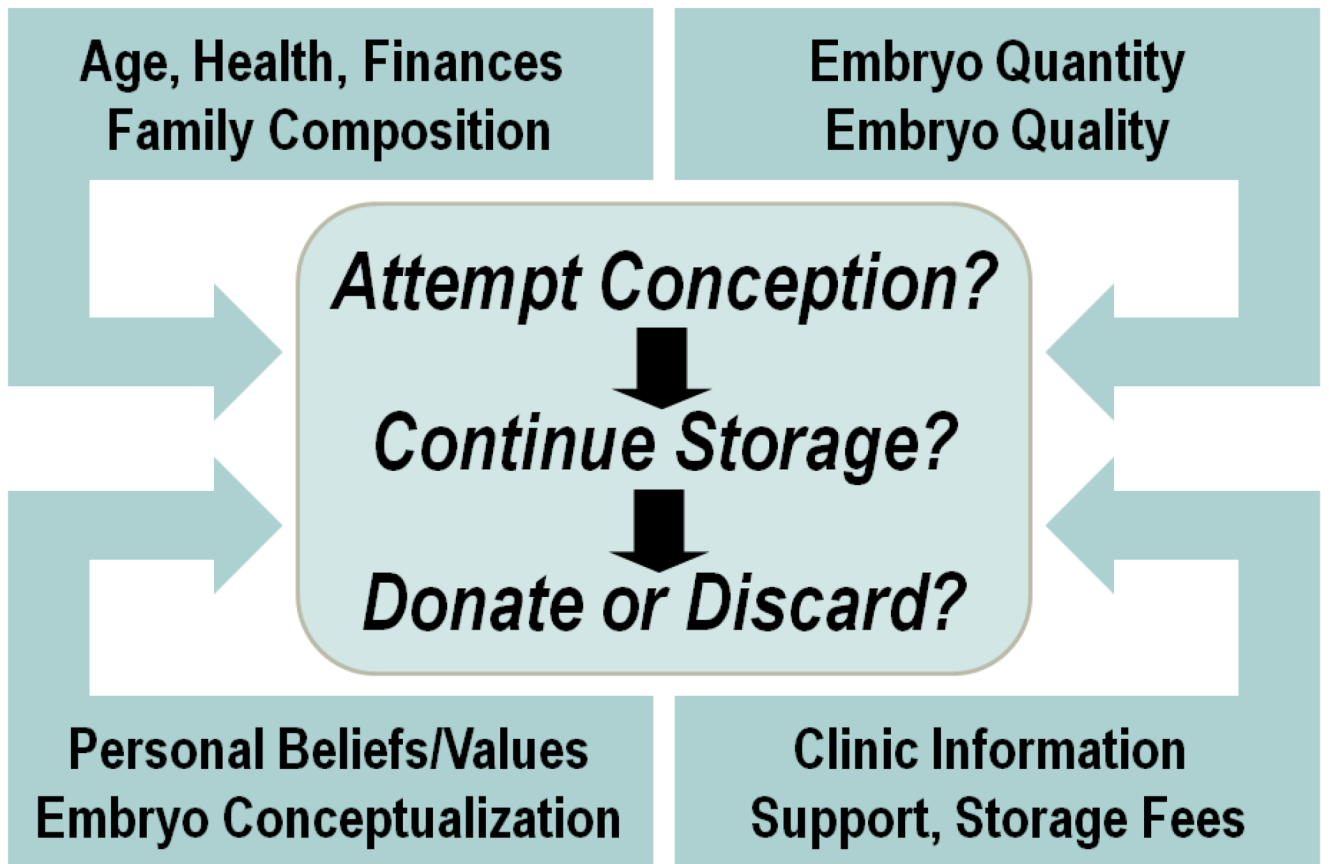 Age, Health, Finances
Family Composition
Embryo Quantity
Embryo Quality
Attempt Conception?
Continue Storage?
Donate or Discard?
Personal Beliefs/Values
Embryo Conceptualization
Clinic Information
Support, Storage Fees